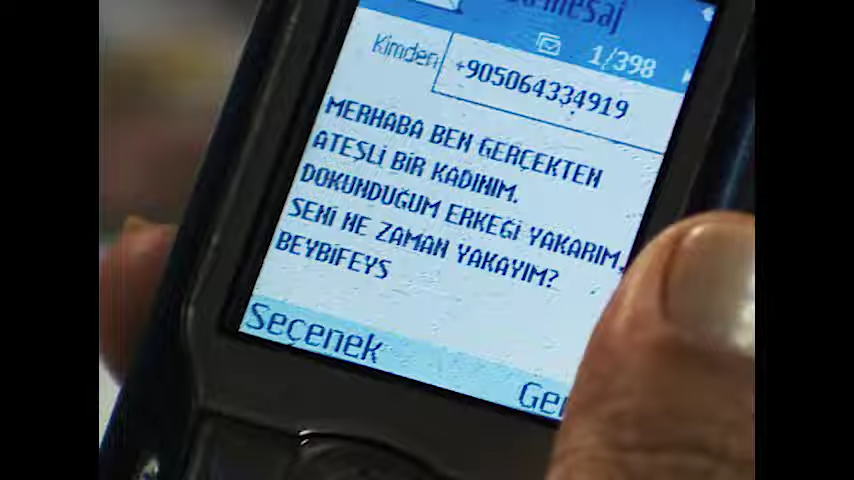 mesaj
1/398
Kimden
+905064334919
MERHABA BEN GERÇEKTEN
ATEŞLİ BİR KADINIM.
DOKUNDUĞUM ERKEĞİ YAKARIM,
SENİ NE ZAMAN YAKAYIM?
BEYBİFEYS
Seçenek
Ger